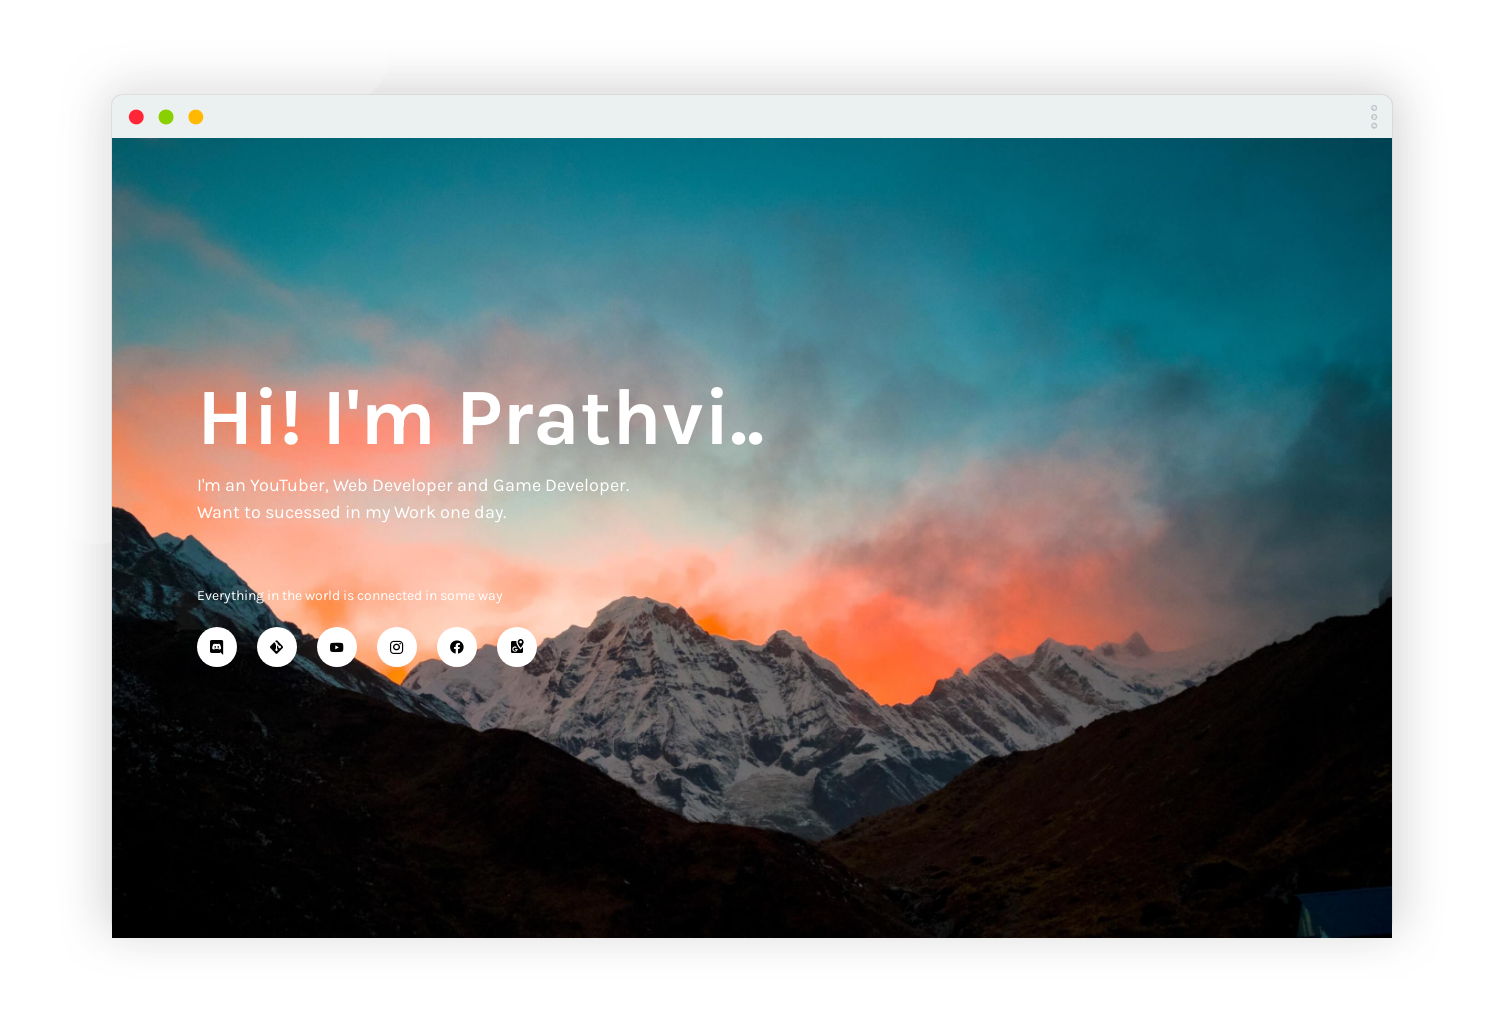 Hi! I'm Prathvi..
I'm an YouTuber, Web Developer and Game Developer.
Want to sucessed in my Work one day.
Everything in the world is connected in some way